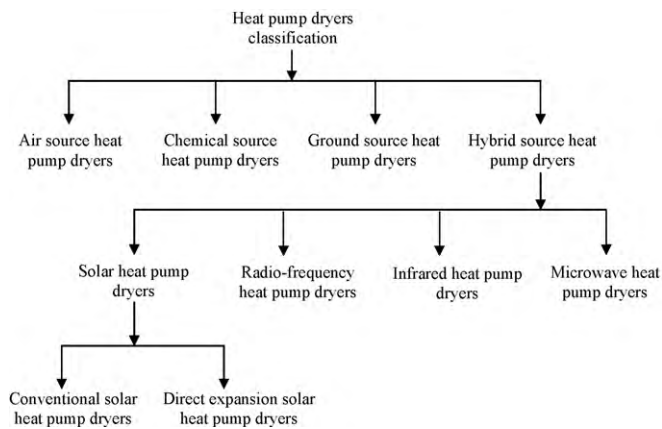 Heat pump dryers
classification
Air source heat
pump dryers
Chemical source
heat pump dryers
Ground source heat
pump dryers
Hybrid source heat
pump dryers
Solar heat pump
dryers
Radio-frequency
heat pump dryers
Infrared heat pump
dryers
Microwave heat
pump dryers
Conventional solar
heat pump dryers
Direct expansion solar
heat pump dryers